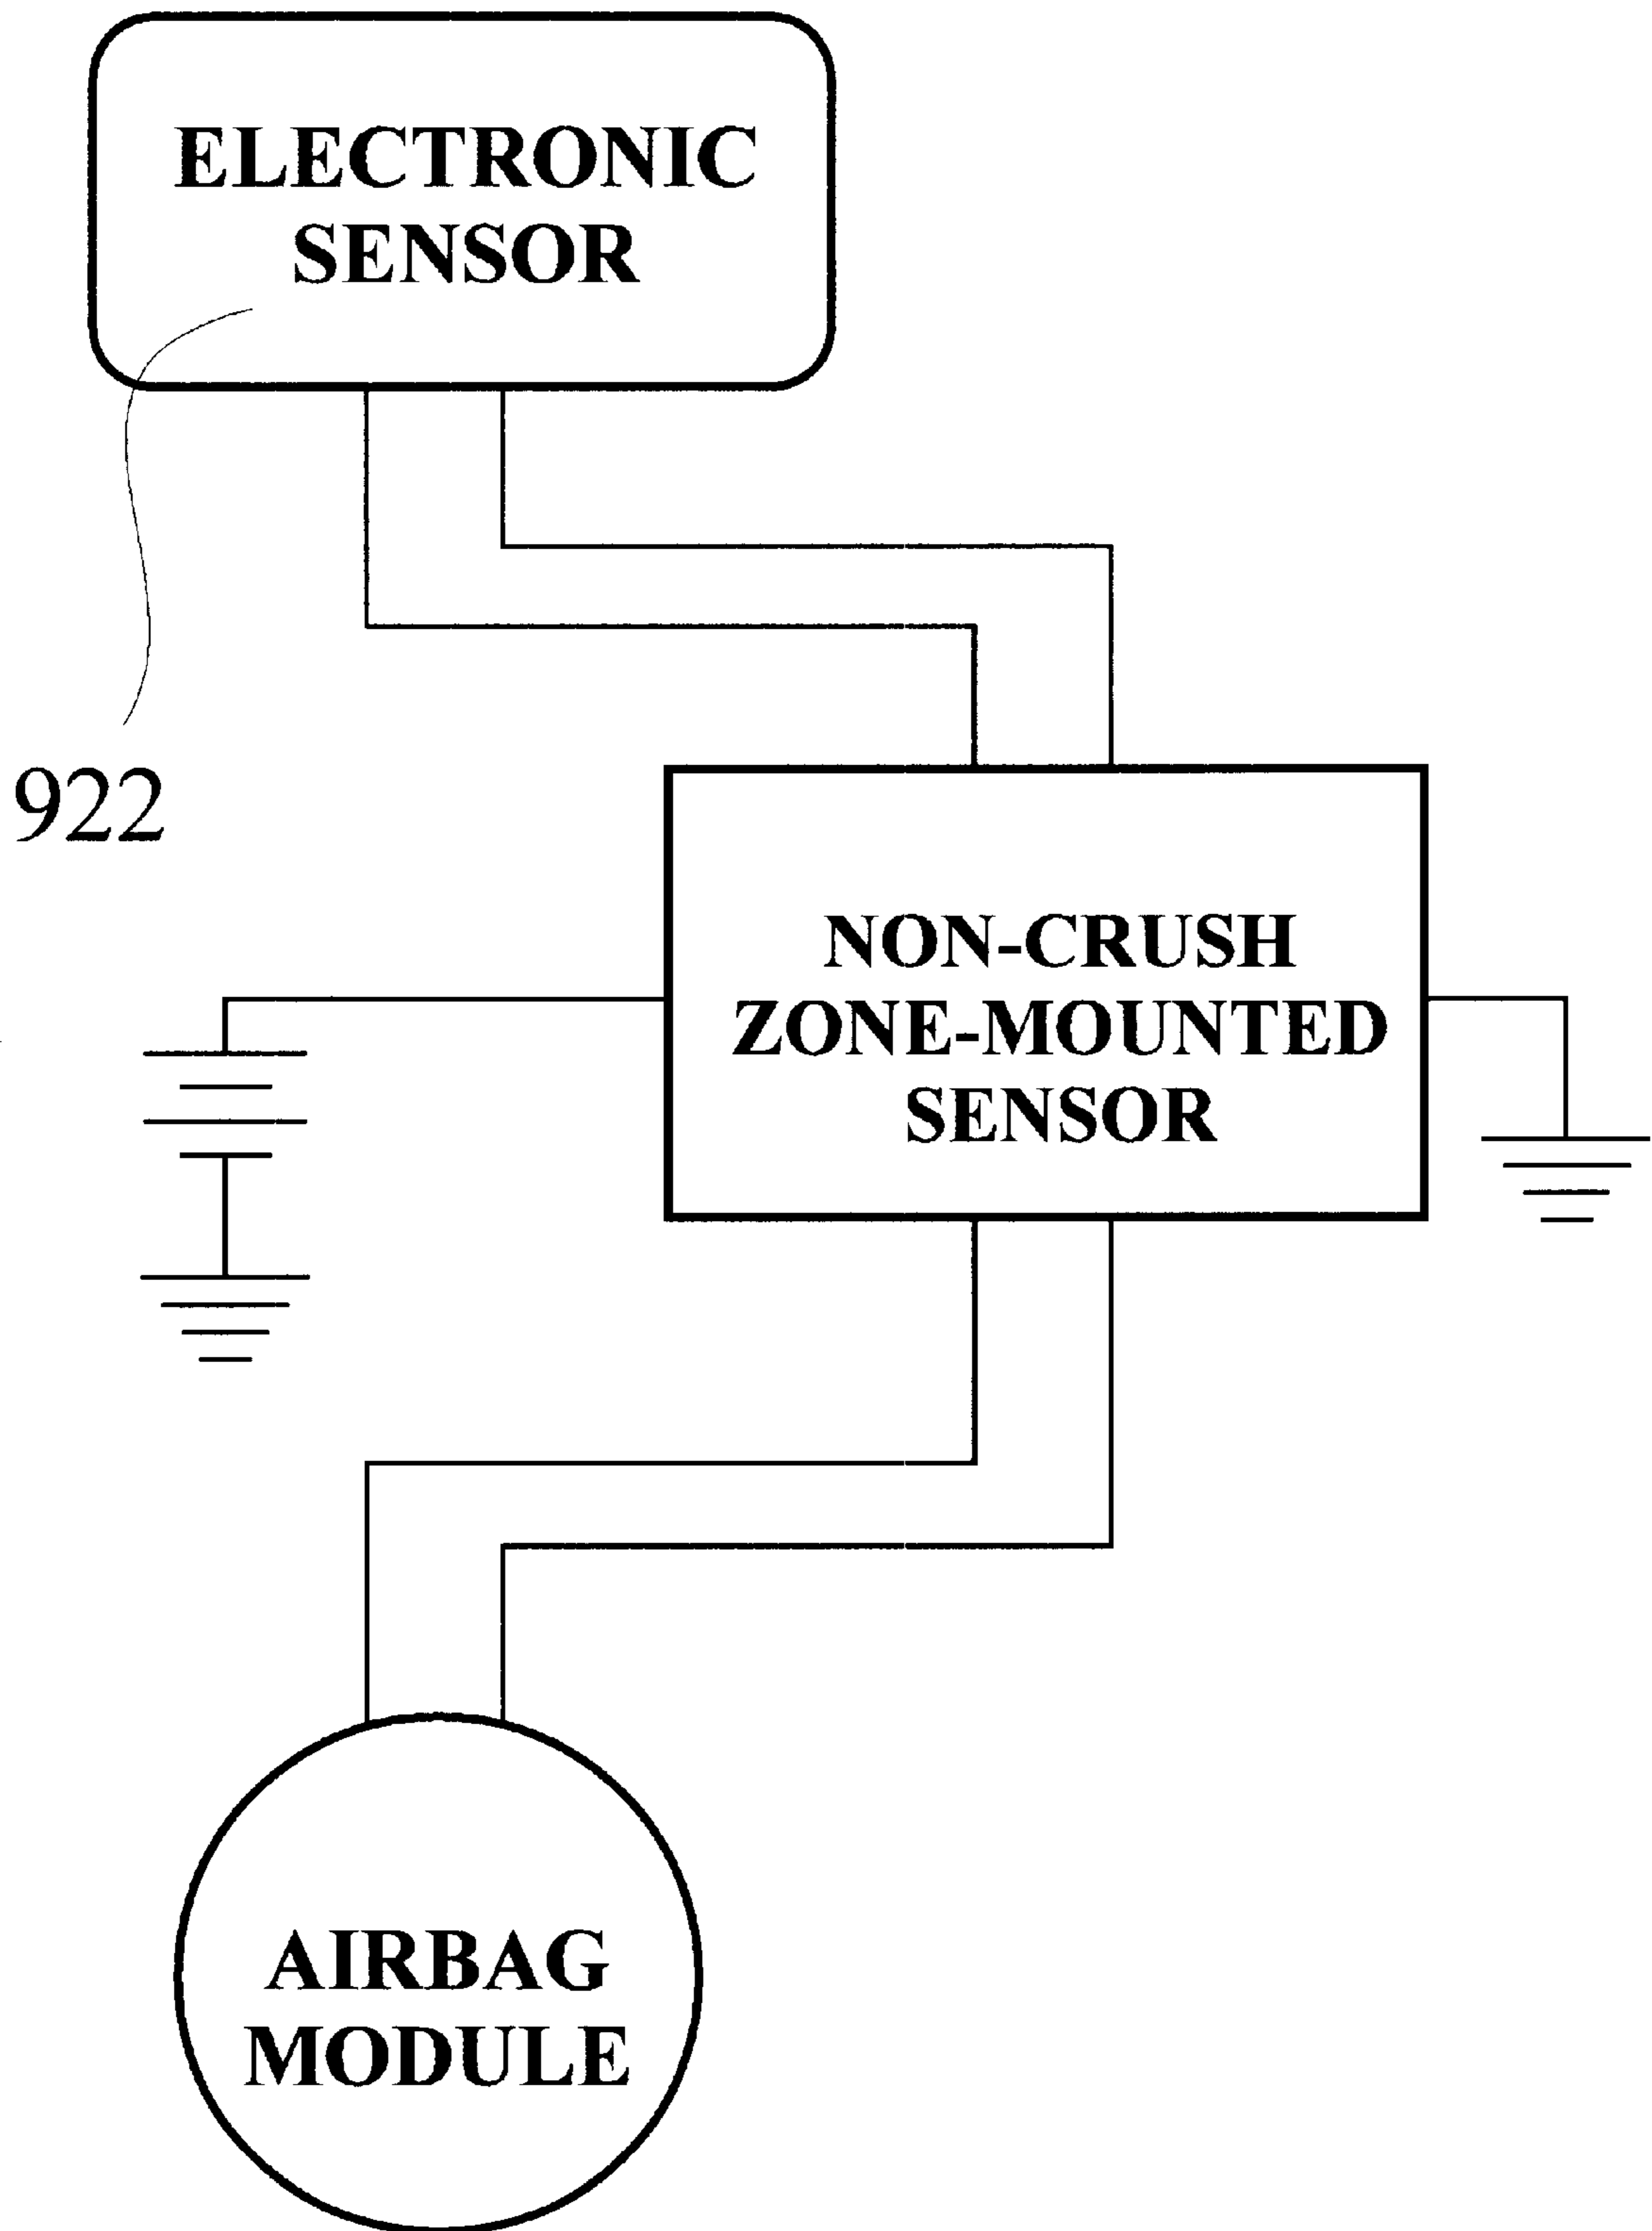 ELECTRONIC
SENSOR
922
NON-CRUSH
ZONE-MOUNTED
SENSOR
AIRBAG
MODULE